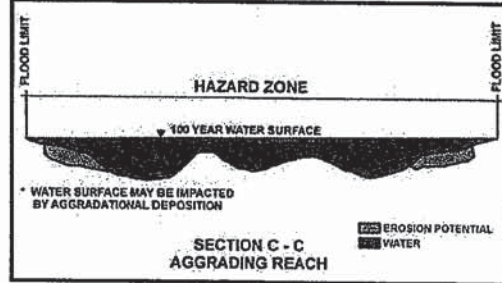 FLOOD LIMIT
FLOOD LIMIT
HAZARD ZONE
100 YEAR WATER SURFACE
* WATER SURFACE MAY BE IMPACTED
BY AGGRADATIONAL DEPOSITION
EROSION POTENTIAL
WATER
SECTION C - C
AGGRADING REACH